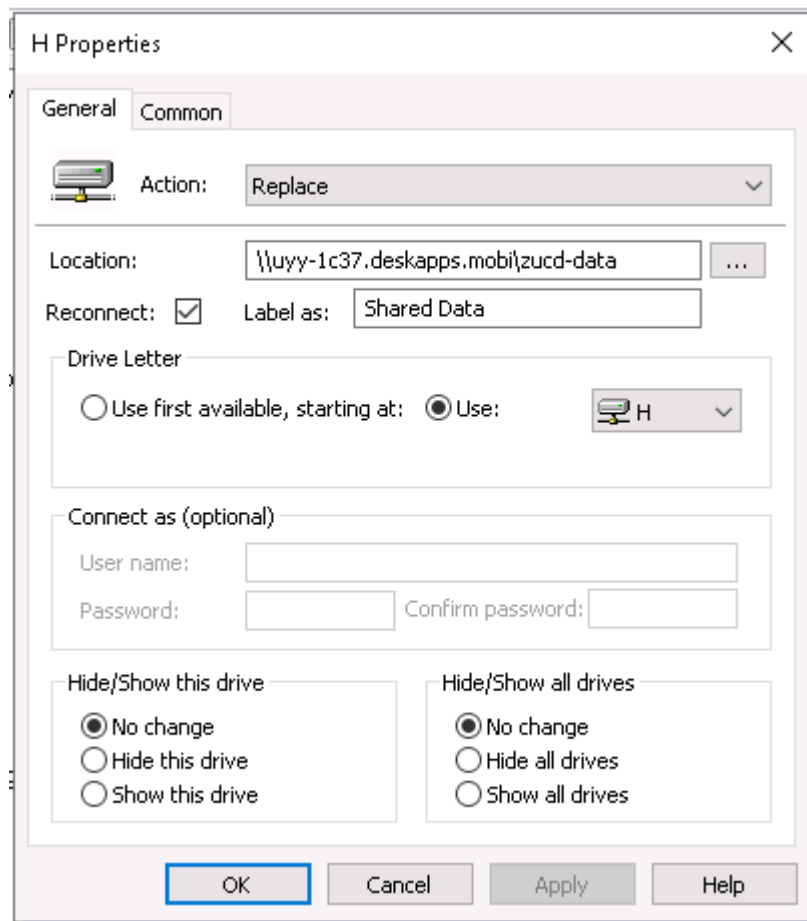 H Properties
General Common
Action: Replace
Location: \\uyy-1c37.deskapps.mobi\zucd-data ...
Reconnect: Label as: Shared Data
Drive Letter
Use first available, starting at: Use: H
Connect as (optional)
User name:
Password: Confirm password:
Hide/Show this drive Hide/Show all drives
No change No change
Hide this drive Hide all drives
Show this drive Show all drives
OK Cancel Apply Help